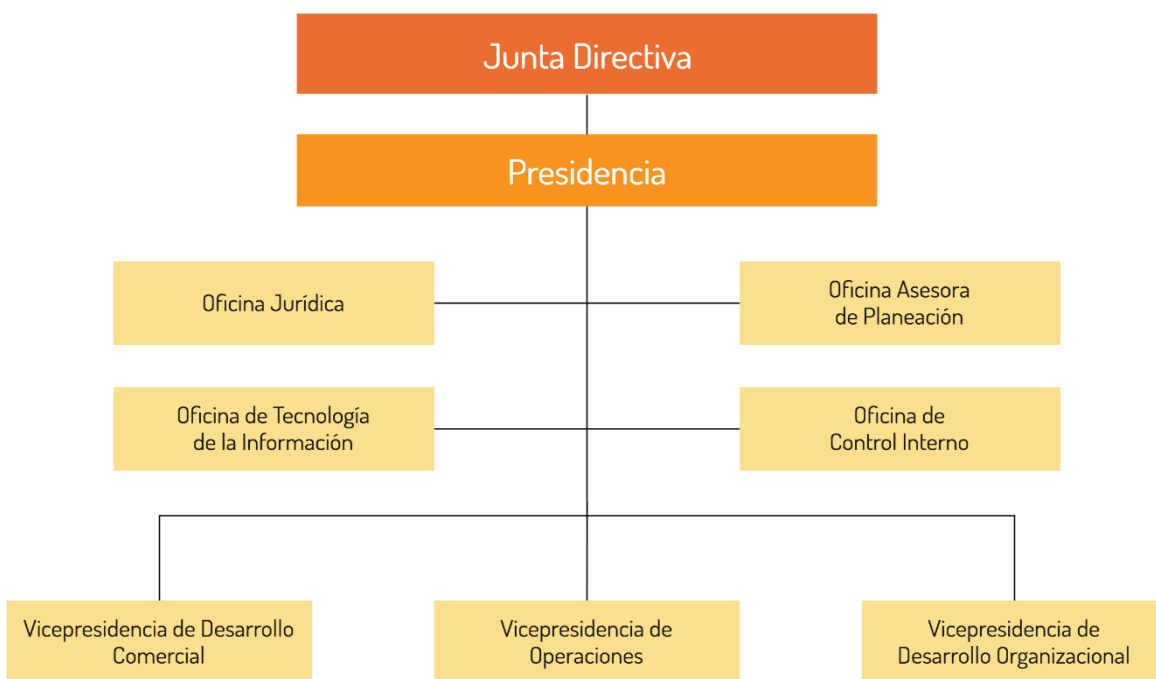 Junta Directiva
Presidencia
Oficina Jurídica
Oficina Asesora
de Planeación
Oficina de Tecnología
de la Información
Oficina de
Control Interno
Vicepresidencia de Desarrollo
Comercial
Vicepresidencia de
Operaciones
Vicepresidencia de
Desarrollo Organizacional